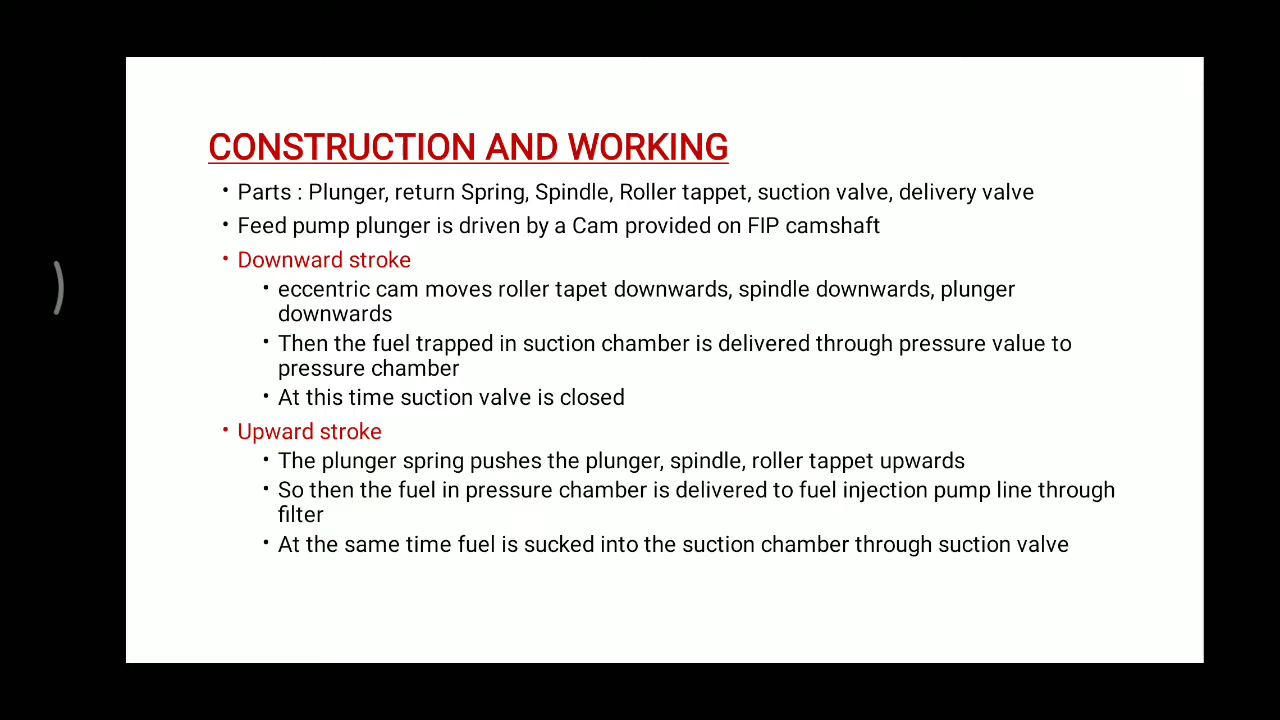 CONSTRUCTION AND WORKING
• Parts : Plunger, return Spring, Spindle, Roller tappet, suction valve, delivery valve
• Feed pump plunger is driven by a Cam provided on FIP camshaft
• Downward stroke
• eccentric cam moves roller tapet downwards, spindle downwards, plunger
downwards
• Then the fuel trapped in suction chamber is delivered through pressure value to
pressure chamber
• At this time suction valve is closed
• Upward stroke
• The plunger spring pushes the plunger, spindle, roller tappet upwards
• So then the fuel in pressure chamber is delivered to fuel injection pump line through
filter
• At the same time fuel is sucked into the suction chamber through suction valve